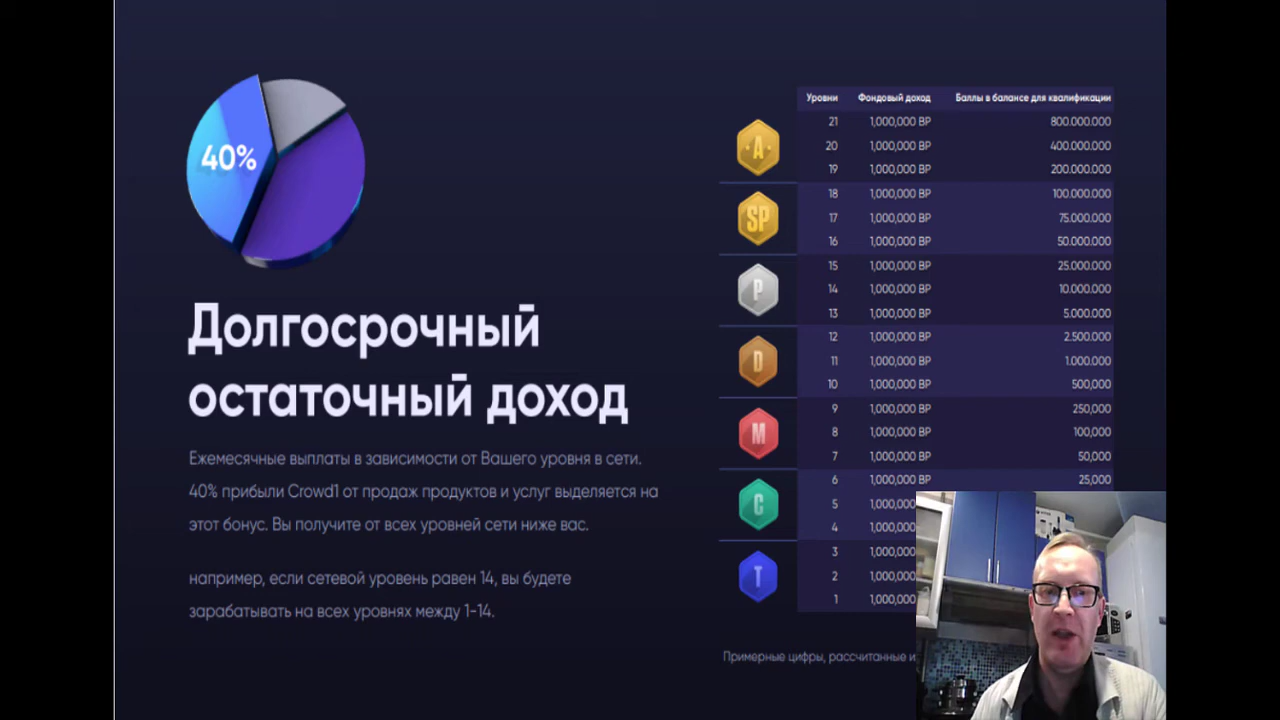 40%
Долгосрочный
остаточный доход
Ежемесячные выплаты в зависимости от Вашего уровня в сети.
40% прибыли Crowd1 от продаж продуктов и услуг выделяется на
этот бонус. Вы получите от всех уровней сети ниже вас.
например, если сетевой уровень равен 14, вы будете
зарабатывать на всех уровнях между 1-14.
Уровни Фондовый доход Баллы в балансе для квалификации
A
21 1,000,000 BP 800.000.000
20 1,000,000 BP 400.000.000
19 1,000,000 BP 200.000.000
SP
18 1,000,000 BP 100.000.000
17 1,000,000 BP 75.000.000
16 1,000,000 BP 50.000.000
P
15 1,000,000 BP 25.000.000
14 1,000,000 BP 10.000.000
13 1,000,000 BP 5.000.000
D
12 1,000,000 BP 2.500.000
11 1,000,000 BP 1.000.000
10 1,000,000 BP 500,000
M
9 1,000,000 BP 250,000
8 1,000,000 BP 100,000
7 1,000,000 BP 50,000
C
6 1,000,000 BP 25,000
5 1,000,000
4 1,000,000
T
3 1,000,000
2 1,000,000
1 1,000,000
Примерные цифры, рассчитанные и